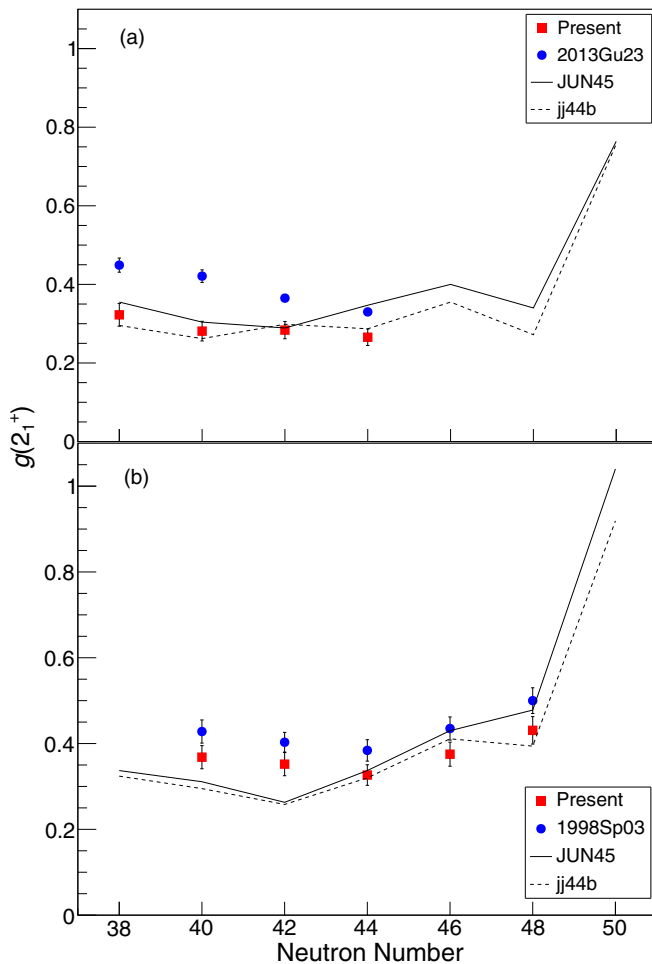 (a)
Present
2013Gu23
JUN45
jj44b
1
0.8
0.6
0.4
0.2
0
g(2₁⁺)
(b)
1
0.8
0.6
0.4
0.2
0
Present
1998Sp03
JUN45
jj44b
38 40 42 44 46 48 50
Neutron Number